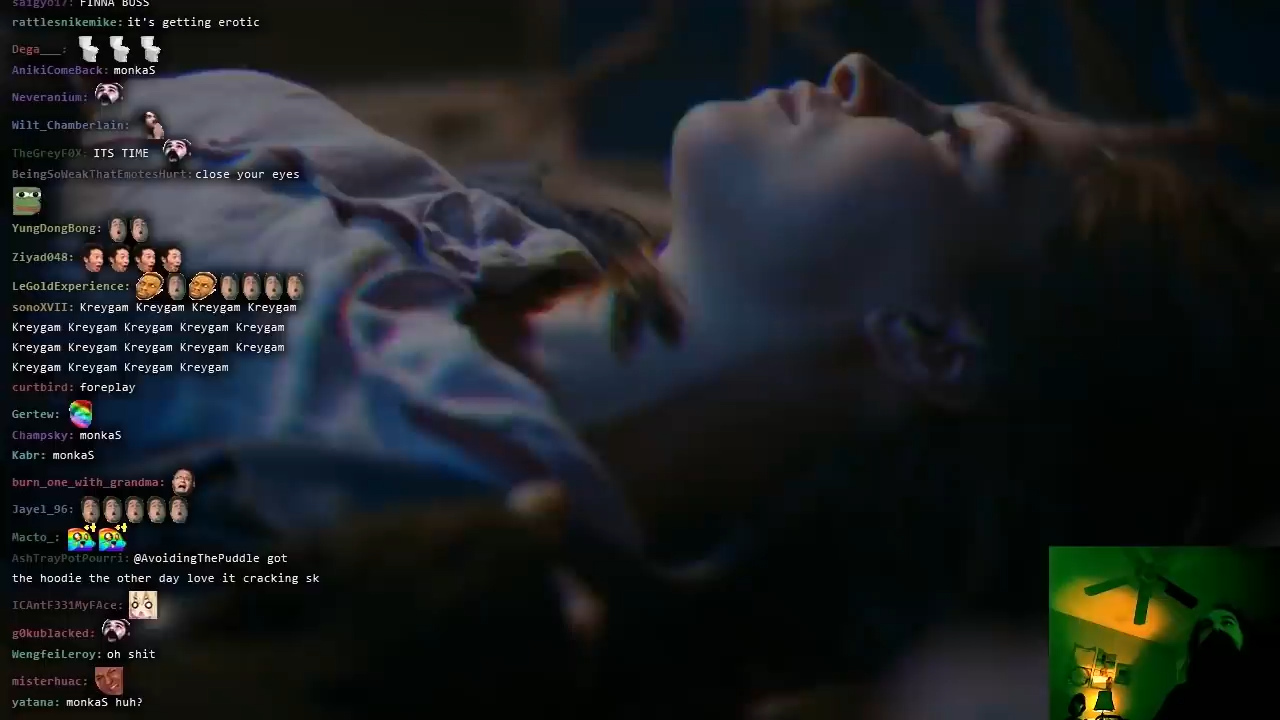 saigyo17: FINNA BUSS
rattlesnikemike: it's getting erotic
Dega___:
AnikiComeBack: monkaS
Neveranium:
Wilt_Chamberlain:
TheGreyF0X: ITS TIME
BeingSoWeakThatEmotesHurt: close your eyes
YungDongBong:
Ziyad048:
LeGoldExperience:
sonoXVII: Kreygam Kreygam Kreygam Kreygam
Kreygam Kreygam Kreygam Kreygam Kreygam
Kreygam Kreygam Kreygam Kreygam Kreygam
Kreygam Kreygam Kreygam Kreygam
curtbird: foreplay
Gertew:
Champsky: monkaS
Kabr: monkaS
burn_one_with_grandma:
Jayel_96:
Macto_:
AshTrayPotPourri: @AvoidingThePuddle got
the hoodie the other day love it cracking sk
ICAntF331MyFAce:
g0kublacked:
WengfeiLeroy: oh shit
misterhuac:
yatana: monkaS huh?